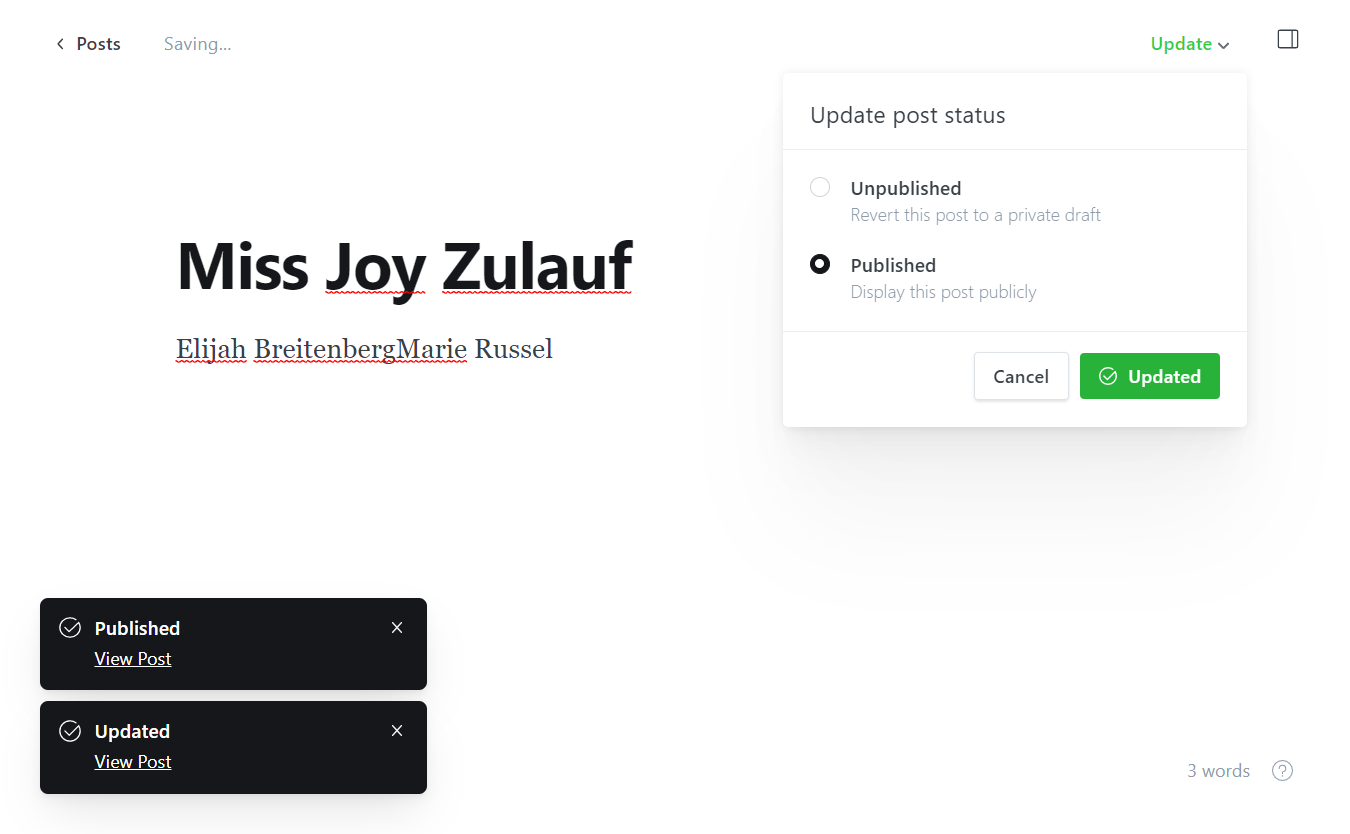 Posts
Saving...
Update
Update post status
Unpublished
Revert this post to a private draft
Published
Display this post publicly
Cancel
Updated
Miss Joy Zulauf
Elijah BreitenbergMarie Russel
Published
View Post
Updated
View Post
3 words
?